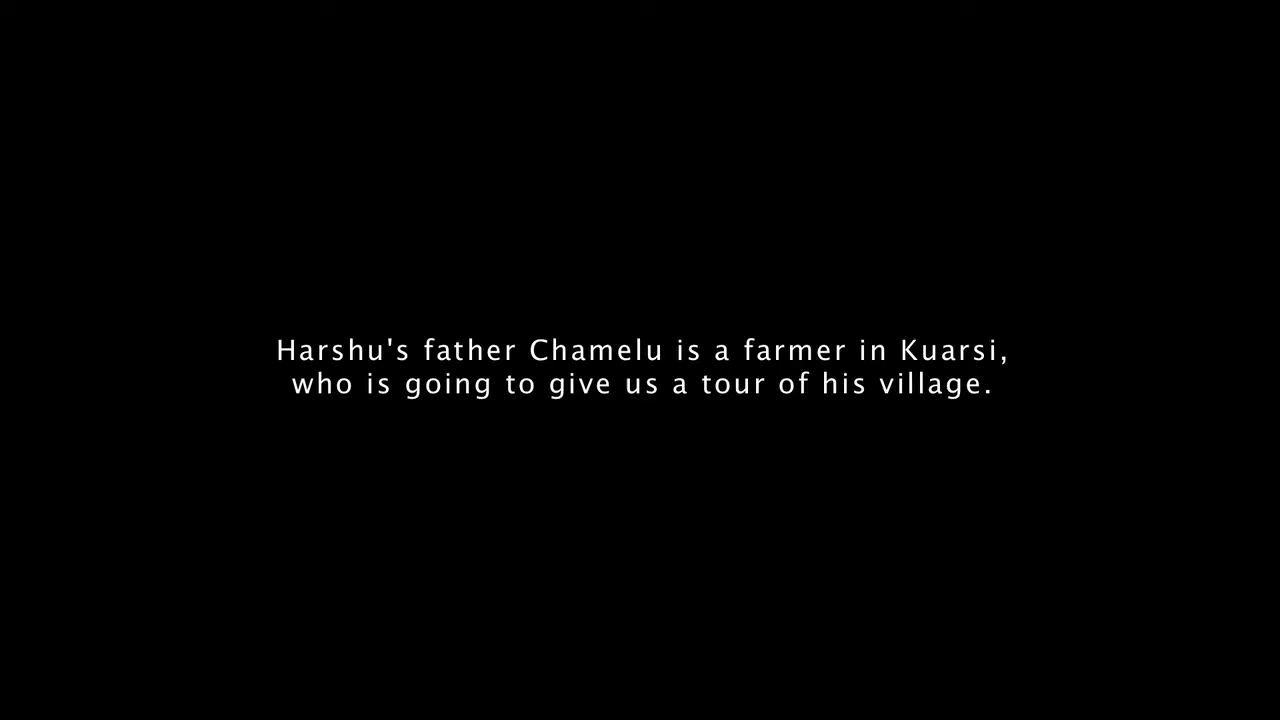 Harshu's father Chamelu is a farmer in Kuarsi,
who is going to give us a tour of his village.